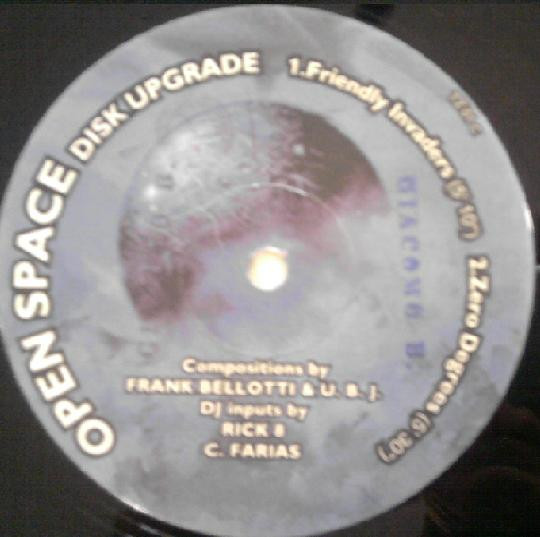 OPEN SPACE DISK UPGRADE
1.Friendly Invaders (5' 10")
2.Zero Degrees (6' 30")
GIACOMO B.
Compositions by
FRANK BELLOTTI & U. B. J.
DJ inputs by
RICK 8
C. FARIAS